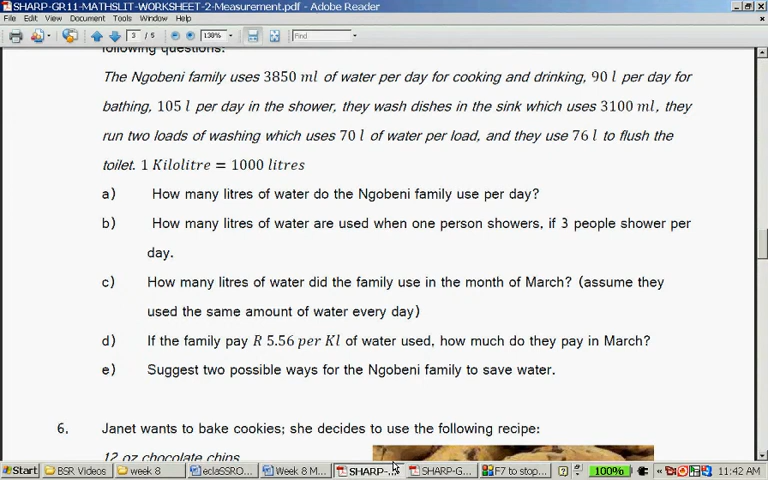 SHARP-GR.11-MATHSLIT-WORKSHEET-2-Measurement.pdf - Adobe Reader
File Edit View Document Tools Window Help
3 / 5 138% Find
following questions:
The Ngobeni family uses 3850 ml of water per day for cooking and drinking, 90 l per day for
bathing, 105 l per day in the shower, they wash dishes in the sink which uses 3100 ml, they
run two loads of washing which uses 70 l of water per load, and they use 76 l to flush the
toilet. 1 Kilolitre = 1000 litres
a) How many litres of water do the Ngobeni family use per day?
b) How many litres of water are used when one person showers, if 3 people shower per
day.
c) How many litres of water did the family use in the month of March? (assume they
used the same amount of water every day)
d) If the family pay R 5.56 per Kl of water used, how much do they pay in March?
e) Suggest two possible ways for the Ngobeni family to save water.
6. Janet wants to bake cookies; she decides to use the following recipe:
12 oz chocolate chips
Start BSR Videos week 8 eclaSSRO... Week 8 M... SHARP-... SHARP-G... F7 to stop... 100% 11:42 AM